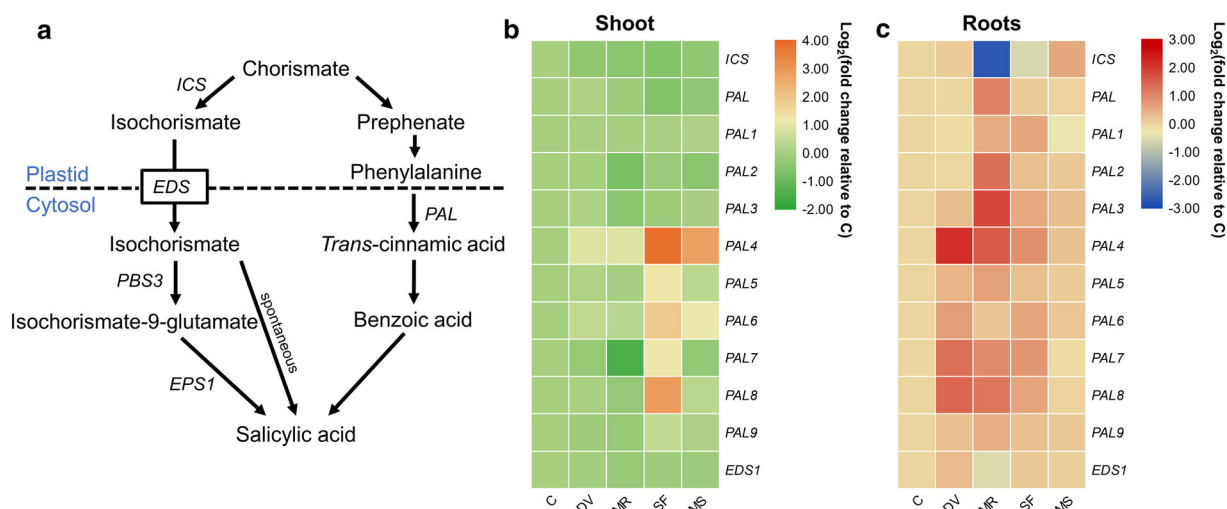 a
Chorismate
ICS
Isochorismate
Prephenate
Phenylalanine
Plastid
EDS
Cytosol
PAL
Isochorismate
Trans-cinnamic acid
PBS3
spontaneous
Isochorismate-9-glutamate
Benzoic acid
EPS1
Salicylic acid
b
Shoot
ICS
PAL
PAL1
PAL2
PAL3
PAL4
PAL5
PAL6
PAL7
PAL8
PAL9
EDS1
C
DV
MR
SF
MS
4.00
3.00
2.00
1.00
0.00
-1.00
-2.00
Log2(fold change relative to C)
c
Roots
ICS
PAL
PAL1
PAL2
PAL3
PAL4
PAL5
PAL6
PAL7
PAL8
PAL9
EDS1
C
DV
MR
SF
MS
3.00
2.00
1.00
0.00
-1.00
-2.00
-3.00
Log2(fold change relative to C)